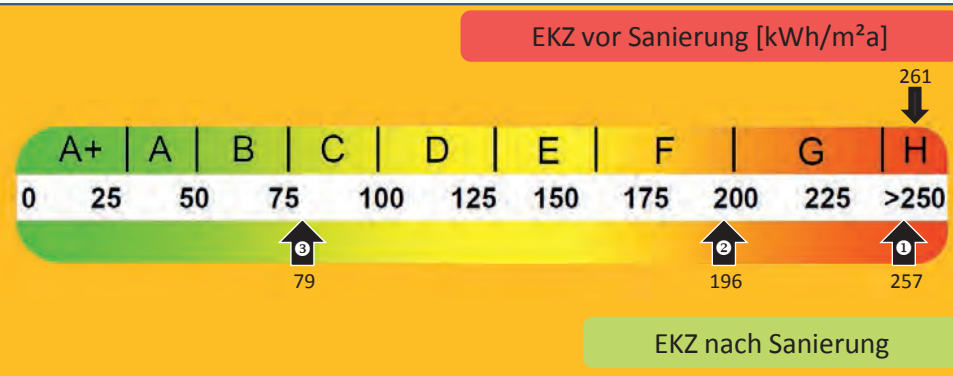 EKZ vor Sanierung [kWh/m²a]
261
A+ A B C D E F G H
0 25 50 75 100 125 150 175 200 225 >250
❸ ❷ ❶
79 196 257
EKZ nach Sanierung